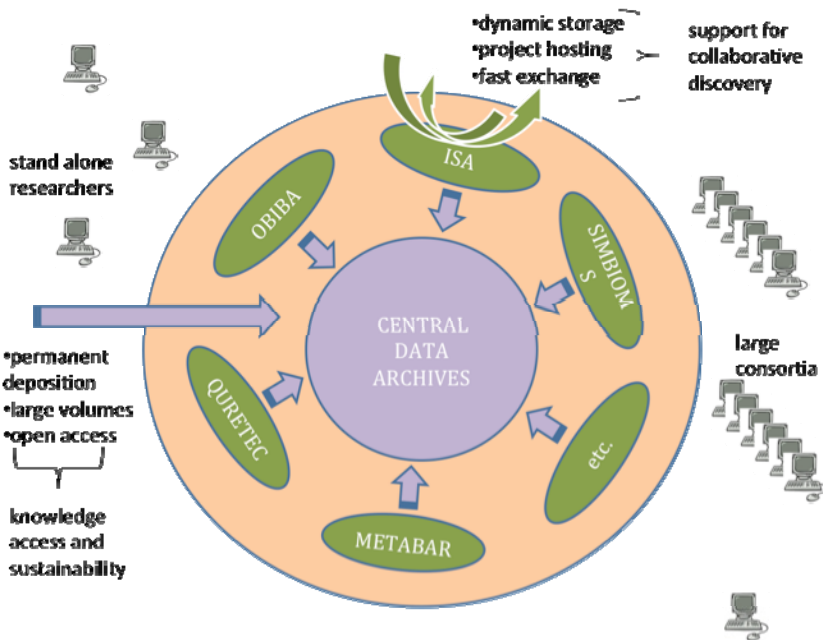 •dynamic storage
•project hosting
•fast exchange
support for
collaborative
discovery
stand alone
researchers
ISA
OBIBA
SIMBIOM
S
CENTRAL
DATA
ARCHIVES
•permanent
deposition
•large volumes
•open access
knowledge
access and
sustainability
QURETEC
METABAR
etc.
large
consortia